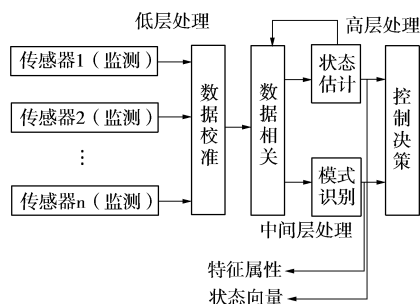 低层处理
高层处理
传感器1（监测）
传感器2（监测）
⋮
传感器n（监测）
数据校准
数据相关
状态
估计
模式
识别
控制决策
中间层处理
特征属性
状态向量